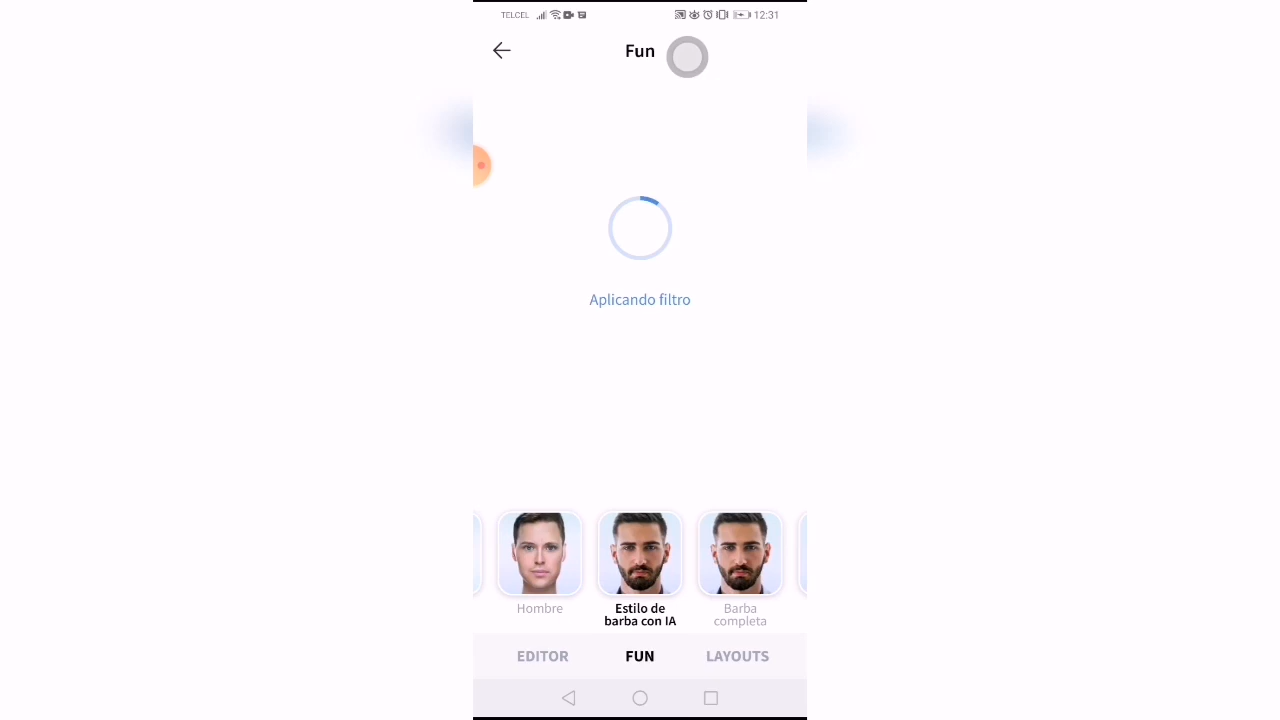 TELCEL 12:31
Fun
Aplicando filtro
Hombre
Estilo de
barba con IA
Barba
completa
EDITOR FUN LAYOUTS